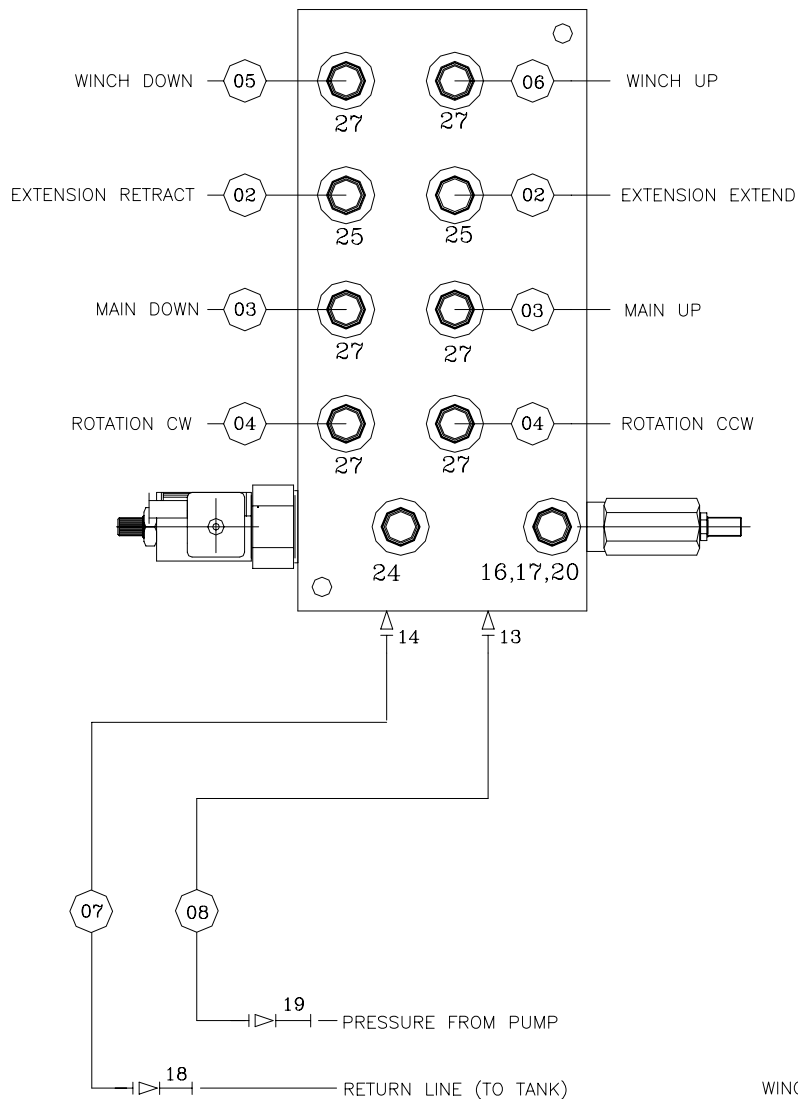 WINCH DOWN 05 06 WINCH UP
27 27
EXTENSION RETRACT 02 02 EXTENSION EXTEND
25 25
MAIN DOWN 03 03 MAIN UP
27 27
ROTATION CW 04 04 ROTATION CCW
27 27
24 16,17,20
14 13
07 08
19
PRESSURE FROM PUMP
18
RETURN LINE (TO TANK)